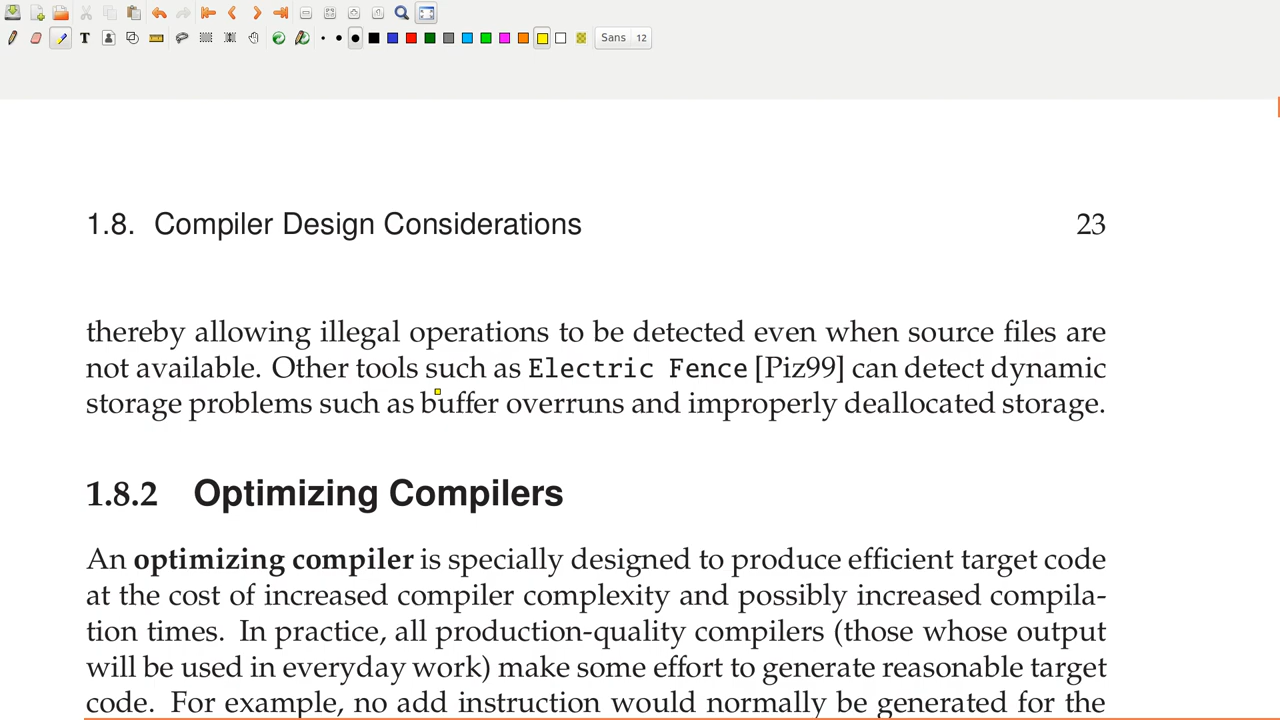 Sans 12
1.8. Compiler Design Considerations 23
thereby allowing illegal operations to be detected even when source files are
not available. Other tools such as Electric Fence [Piz99] can detect dynamic
storage problems such as buffer overruns and improperly deallocated storage.
1.8.2 Optimizing Compilers
An optimizing compiler is specially designed to produce efficient target code
at the cost of increased compiler complexity and possibly increased compila-
tion times. In practice, all production-quality compilers (those whose output
will be used in everyday work) make some effort to generate reasonable target
code. For example, no add instruction would normally be generated for the